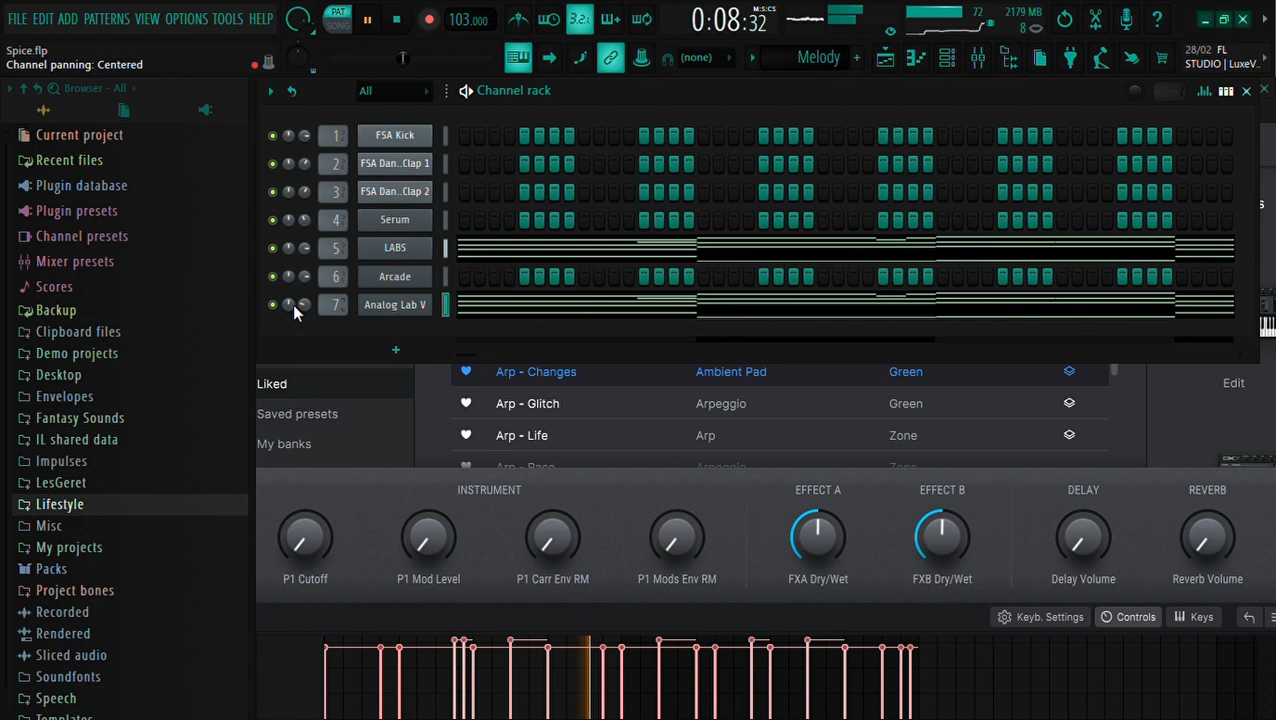 FILE EDIT ADD PATTERNS VIEW OPTIONS TOOLS HELP
PAT
SONG
103.000
3.2.
0:08:32
M:S:CS
72
2179 MB
8
Spice.flp
Channel panning: Centered
(none)
Melody
28/02 FL
STUDIO | LuxeV...
Browser - All
All
Channel rack
Current project
Recent files
Plugin database
Plugin presets
Channel presets
Mixer presets
Scores
Backup
Clipboard files
Demo projects
Desktop
Envelopes
Fantasy Sounds
IL shared data
Impulses
LesGeret
Lifestyle
Misc
My projects
Packs
Project bones
Recorded
Rendered
Sliced audio
Soundfonts
Speech
Templates
1 FSA Kick
2 FSA Dan..Clap 1
3 FSA Dan..Clap 2
4 Serum
5 LABS
6 Arcade
7 Analog Lab V
Liked
Saved presets
My banks
Arp - Changes Ambient Pad Green
Arp - Glitch Arpeggio Green
Arp - Life Arp Zone
Edit
INSTRUMENT
EFFECT A
EFFECT B
DELAY
REVERB
P1 Cutoff
P1 Mod Level
P1 Carr Env RM
P1 Mods Env RM
FXA Dry/Wet
FXB Dry/Wet
Delay Volume
Reverb Volume
Keyb. Settings
Controls
Keys